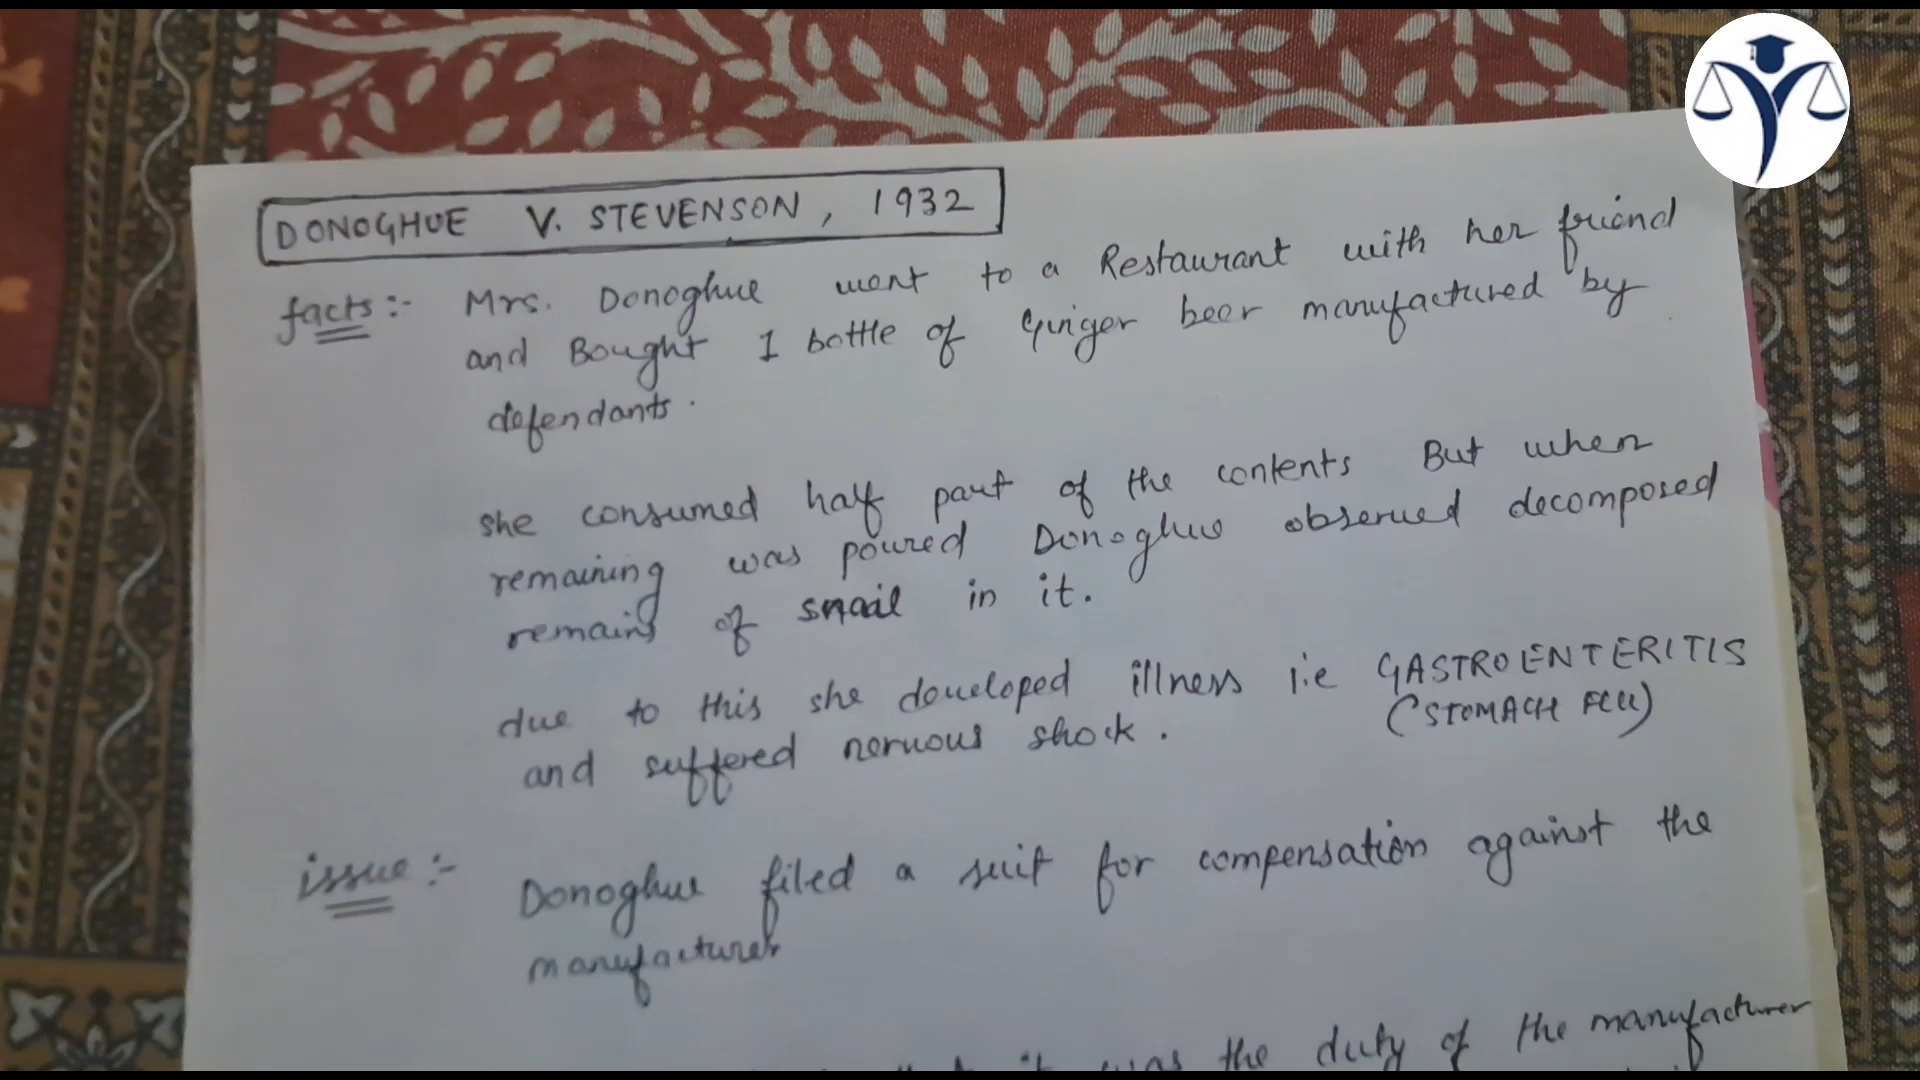 DONOGHUE V. STEVENSON, 1932
facts:- Mrs. Donoghue went to a Restaurant with her friend
and Bought 1 bottle of Ginger beer manufactured by
defendants.
she consumed half part of the contents But when
remaining was poured Donoghue observed decomposed
remains of snail in it.
due to this she developed illness i.e GASTROENTERITIS
(STOMACH FLU)
and suffered nervous shock.
issue:- Donoghue filed a suit for compensation against the
manufacturer
it was the duty of the manufacturer